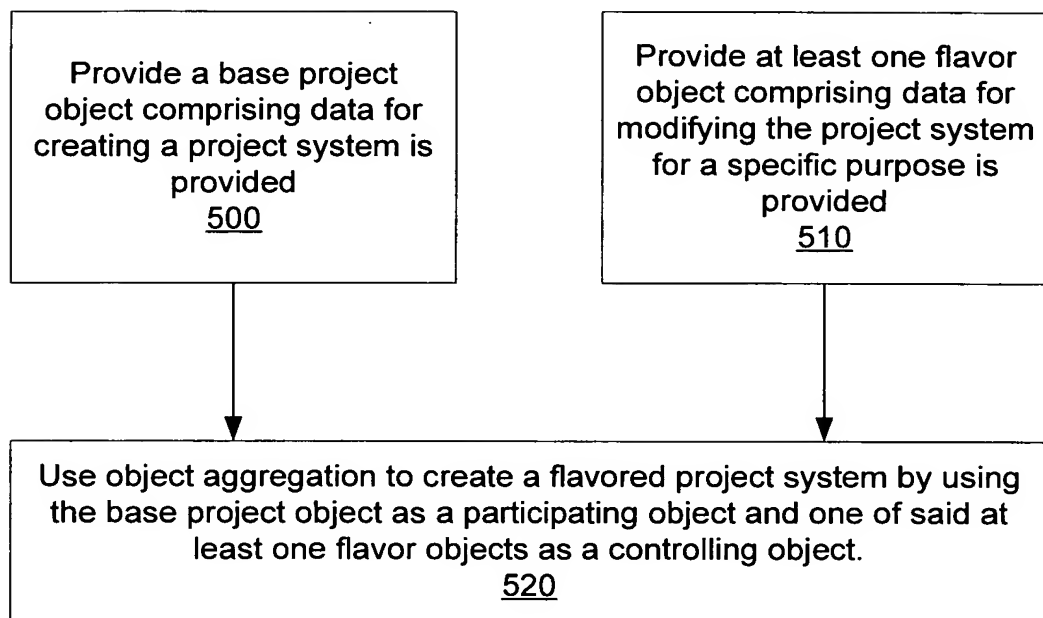 Provide a base project
object comprising data for
creating a project system is
provided
500
Provide at least one flavor
object comprising data for
modifying the project system
for a specific purpose is
provided
510
Use object aggregation to create a flavored project system by using
the base project object as a participating object and one of said at
least one flavor objects as a controlling object.
520